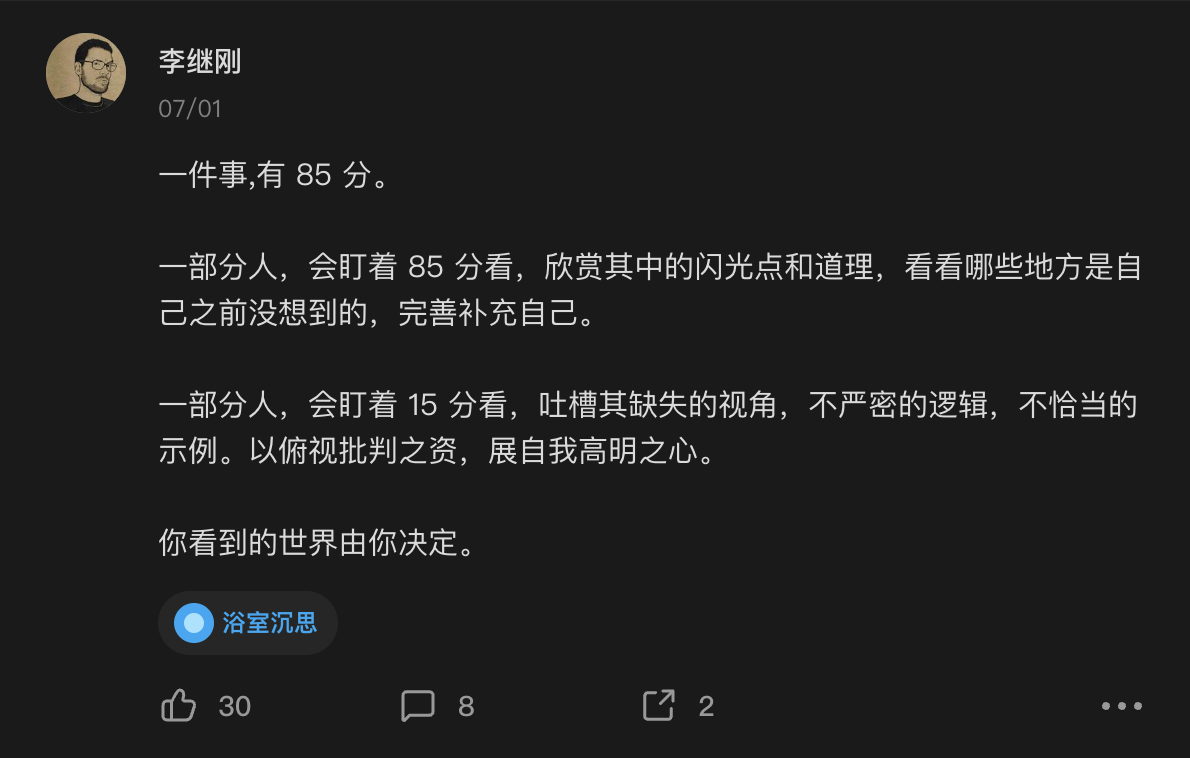 李继刚
07/01
一件事,有 85 分。
一部分人，会盯着 85 分看，欣赏其中的闪光点和道理，看看哪些地方是自
己之前没想到的，完善补充自己。
一部分人，会盯着 15 分看，吐槽其缺失的视角，不严密的逻辑，不恰当的
示例。以俯视批判之资，展自我高明之心。
你看到的世界由你决定。
浴室沉思
30 8 2